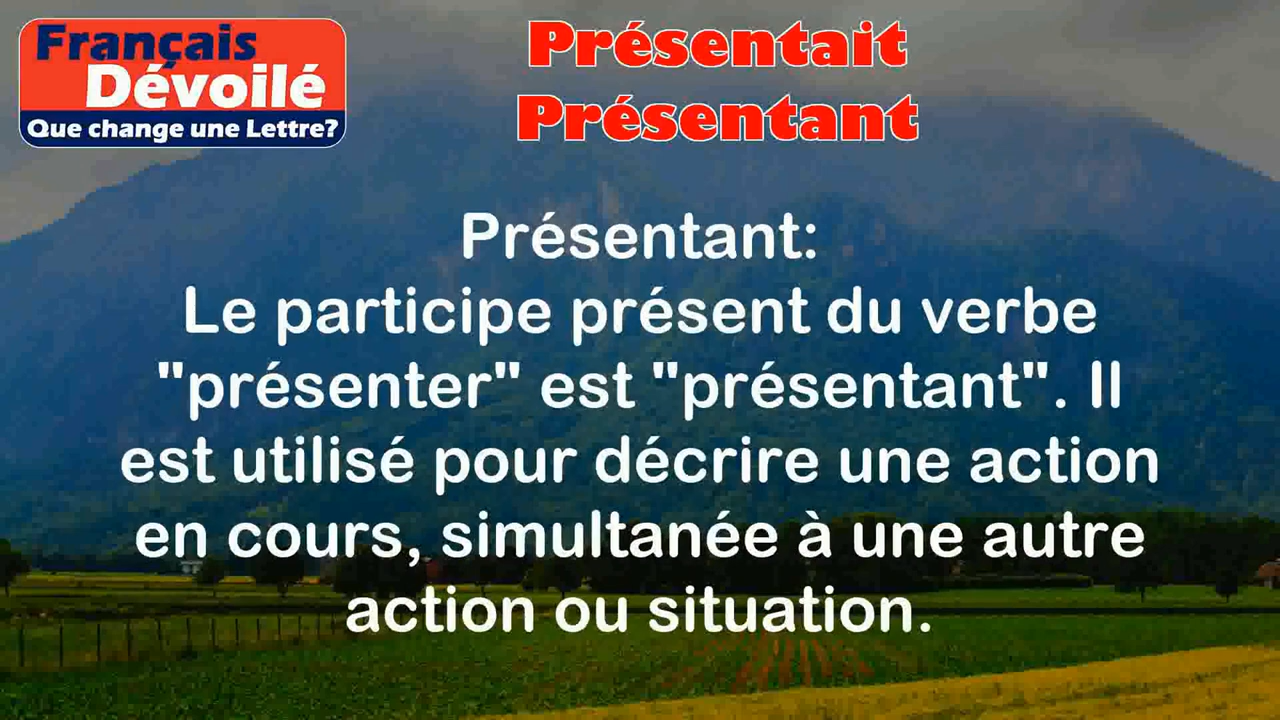 Français
Dévoilé
Que change une Lettre?
Présentait
Présentant
Présentant:
Le participe présent du verbe
"présenter" est "présentant". Il
est utilisé pour décrire une action
en cours, simultanée à une autre
action ou situation.